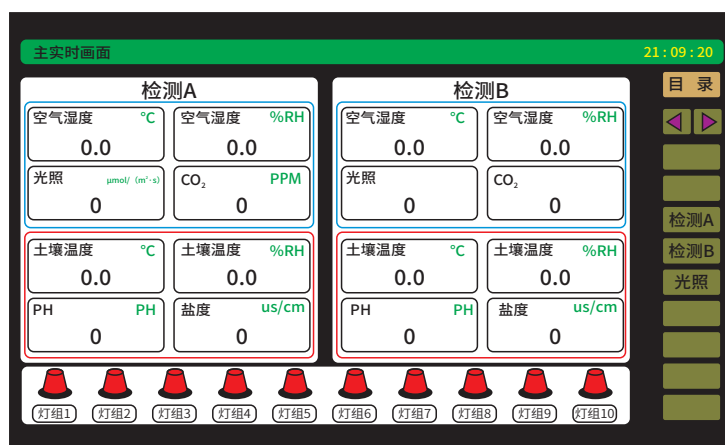 主实时画面 21:09:20
目 录
检测A
空气湿度 °C
0.0
空气湿度 %RH
0.0
光照 μmol/（m²·s）
0
CO₂ PPM
0
土壤温度 °C
0.0
土壤温度 %RH
0.0
PH PH
0
盐度 us/cm
0
检测B
空气湿度 °C
0.0
空气湿度 %RH
0.0
光照
0
CO₂
0
土壤温度 °C
0.0
土壤温度 %RH
0.0
PH PH
0
盐度 us/cm
0
检测A
检测B
光照
灯组1 灯组2 灯组3 灯组4 灯组5 灯组6 灯组7 灯组8 灯组9 灯组10